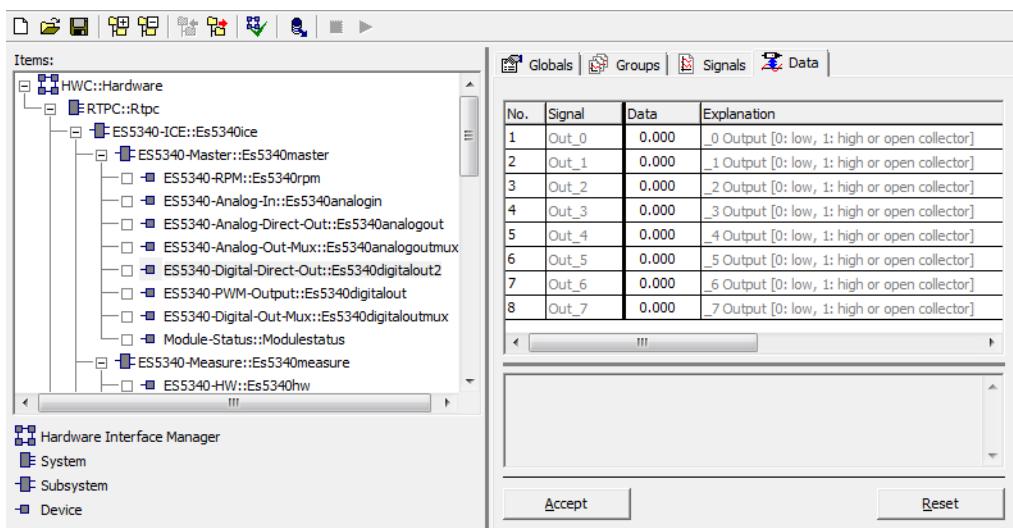 Items:
HWC::Hardware
RTPC::Rtpc
ES5340-ICE::Es5340ice
ES5340-Master::Es5340master
ES5340-RPM::Es5340rpm
ES5340-Analog-In::Es5340analogin
ES5340-Analog-Direct-Out::Es5340analogout
ES5340-Analog-Out-Mux::Es5340analogoutmux
ES5340-Digital-Direct-Out::Es5340digitalout2
ES5340-PWM-Output::Es5340digitalout
ES5340-Digital-Out-Mux::Es5340digitaloutmux
Module-Status::Modulestatus
ES5340-Measure::Es5340measure
ES5340-HW::Es5340hw
Hardware Interface Manager
System
Subsystem
Device
Globals Groups Signals Data
No. Signal Data Explanation
1 Out_0 0.000 _0 Output [0: low, 1: high or open collector]
2 Out_1 0.000 _1 Output [0: low, 1: high or open collector]
3 Out_2 0.000 _2 Output [0: low, 1: high or open collector]
4 Out_3 0.000 _3 Output [0: low, 1: high or open collector]
5 Out_4 0.000 _4 Output [0: low, 1: high or open collector]
6 Out_5 0.000 _5 Output [0: low, 1: high or open collector]
7 Out_6 0.000 _6 Output [0: low, 1: high or open collector]
8 Out_7 0.000 _7 Output [0: low, 1: high or open collector]
Accept Reset